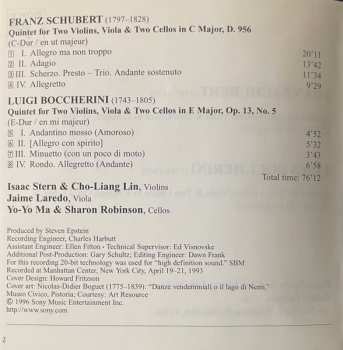 FRANZ SCHUBERT (1797–1828)
Quintet for Two Violins, Viola & Two Cellos in C Major, D. 956
(C-Dur / en ut majeur)
1 I. Allegro ma non troppo 20'11
2 II. Adagio 13'42
3 III. Scherzo. Presto – Trio. Andante sostenuto 11'34
4 IV. Allegretto 9'29
LUIGI BOCCHERINI (1743–1805)
Quintet for Two Violins, Viola & Two Cellos in E Major, Op. 13, No. 5
(E-Dur / en mi majeur)
5 I. Andantino mosso (Amoroso) 4'52
6 II. [Allegro con spirito] 5'32
7 III. Minuetto (con un poco di moto) 3'43
8 IV. Rondo. Allegretto (Andante) 6'58
Total time: 76'12
Isaac Stern & Cho-Liang Lin, Violins
Jaime Laredo, Viola
Yo-Yo Ma & Sharon Robinson, Cellos
Produced by Steven Epstein
Recording Engineer, Charles Harbutt
Assistant Engineer: Ellen Fitton - Technical Supervisor: Ed Visnovske
Additional Post-Production: Gary Schultz; Editing Engineer: Dawn Frank
For this recording 20-bit technology was used for "high definition sound." SBM
Recorded at Manhattan Center, New York City, April 19–21, 1993
Cover Design: Howard Fritzson
Cover Art: Nicolas-Didier Boguet (1775–1839). "Danze vendemmiali o il lago di Nemi,"
Museo Civico, Pistoria; Courtesy: Art Resource
© 1996 Sony Music Entertainment Inc.
http://www.sony.com
2